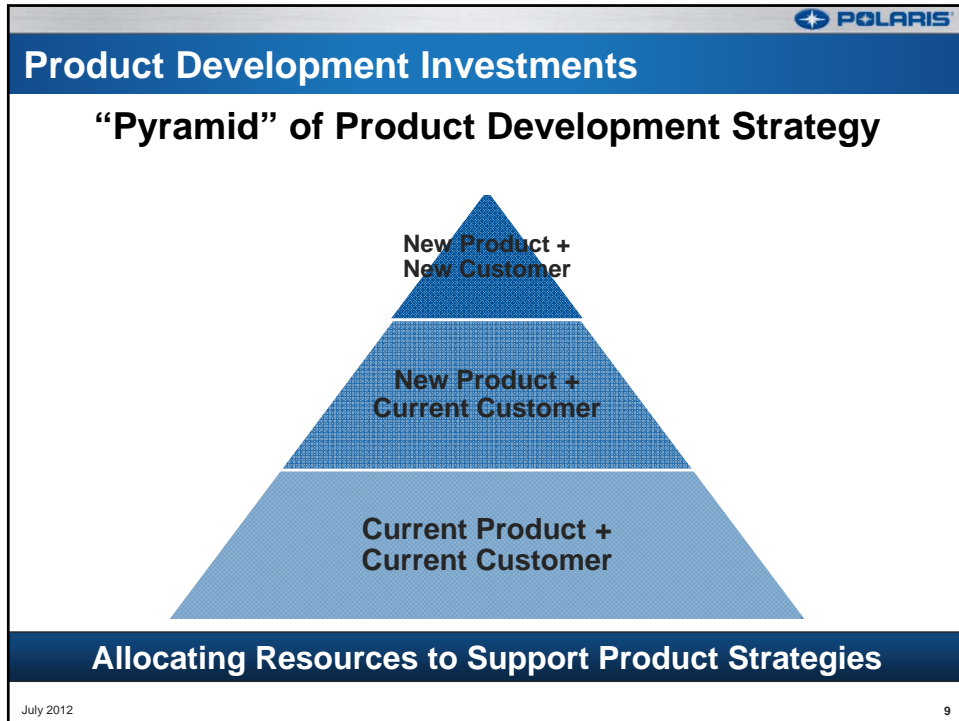 POLARIS
Product Development Investments
“Pyramid” of Product Development Strategy
New Product +
New Customer
New Product +
Current Customer
Current Product +
Current Customer
Allocating Resources to Support Product Strategies
July 2012
9